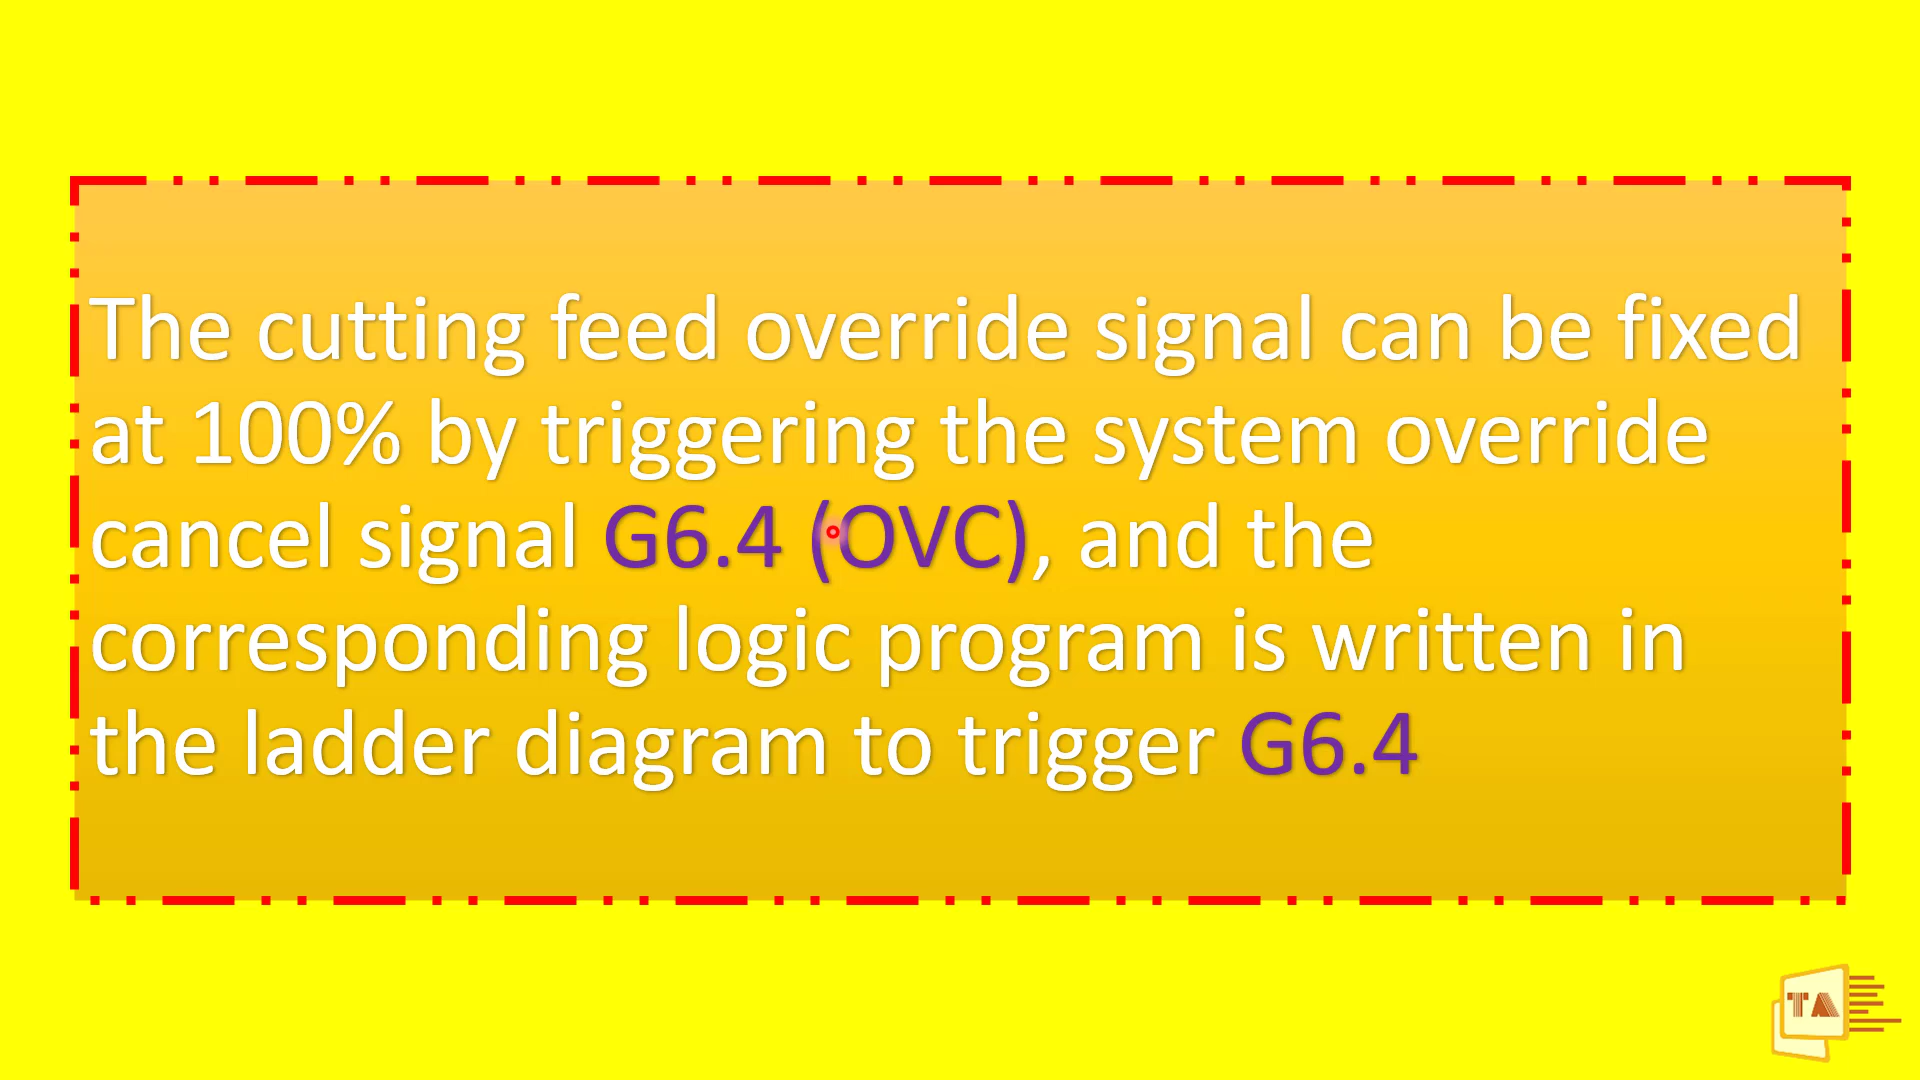 The cutting feed override signal can be fixed
at 100% by triggering the system override
cancel signal G6.4 (OVC), and the
corresponding logic program is written in
the ladder diagram to trigger G6.4
TA